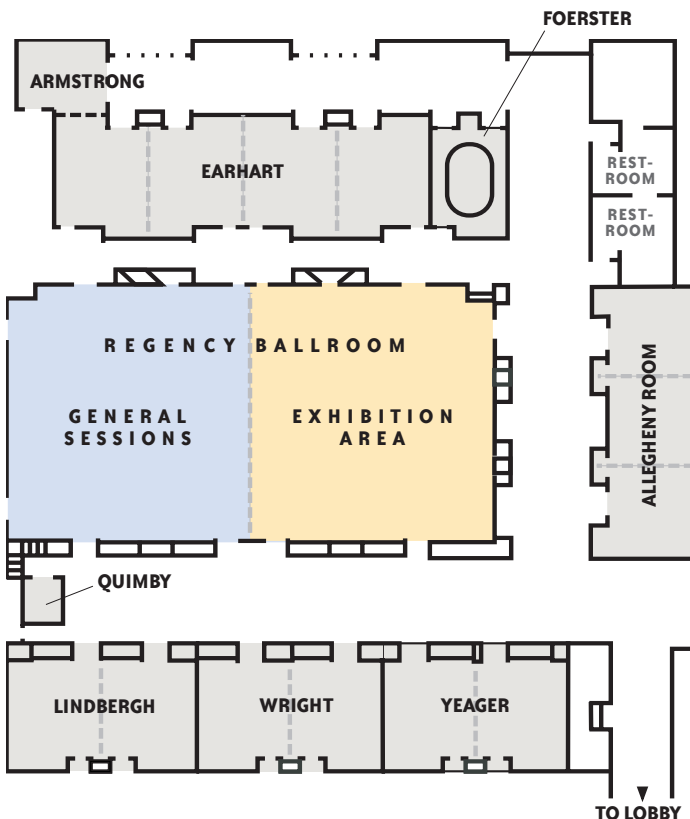 FOERSTER
ARMSTRONG
EARHART
REST-
ROOM
REST-
ROOM
REGENCY BALLROOM
GENERAL
SESSIONS
EXHIBITION
AREA
ALLEGHENY ROOM
QUIMBY
LINDBERGH
WRIGHT
YEAGER
TO LOBBY